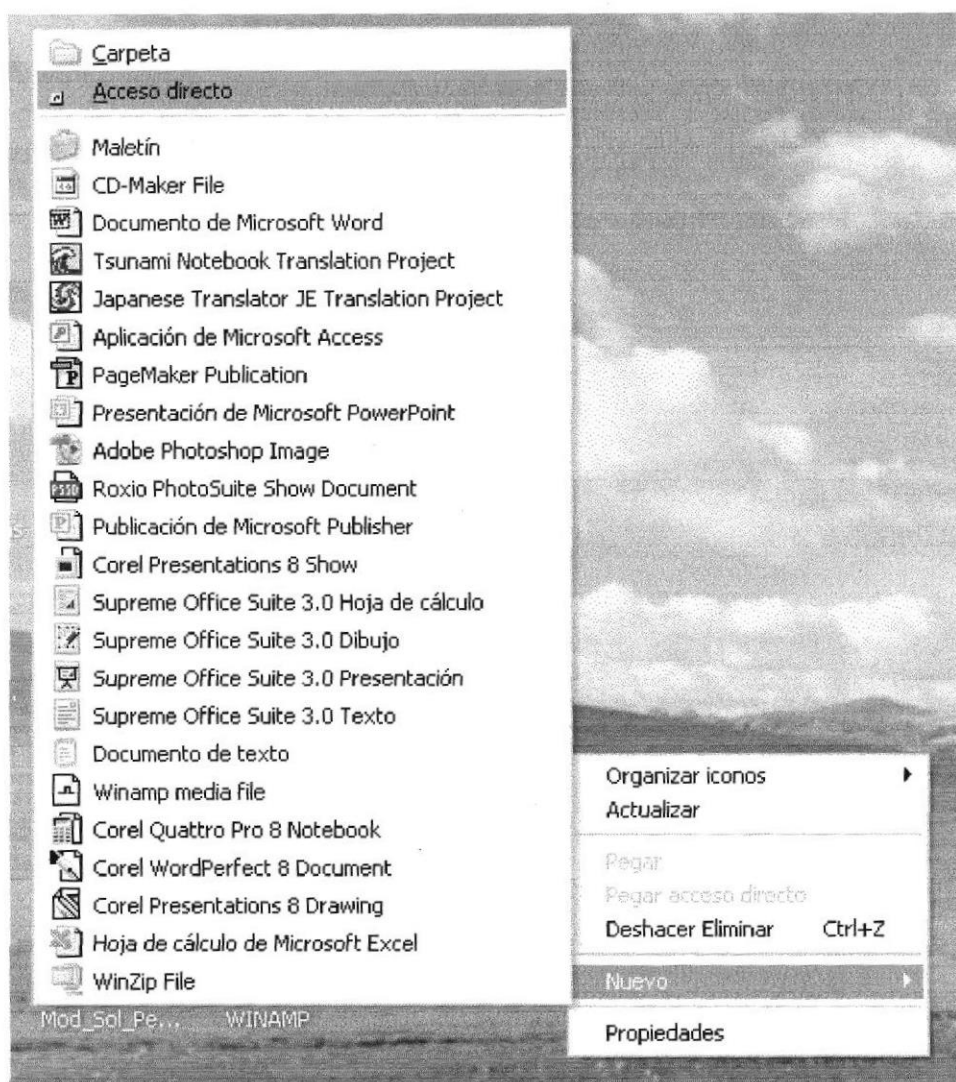 Carpeta
Acceso directo
Maletín
CD-Maker File
Documento de Microsoft Word
Tsunami Notebook Translation Project
Japanese Translator JE Translation Project
Aplicación de Microsoft Access
PageMaker Publication
Presentación de Microsoft PowerPoint
Adobe Photoshop Image
Roxio PhotoSuite Show Document
Publicación de Microsoft Publisher
Corel Presentations 8 Show
Supreme Office Suite 3.0 Hoja de cálculo
Supreme Office Suite 3.0 Dibujo
Supreme Office Suite 3.0 Presentación
Supreme Office Suite 3.0 Texto
Documento de texto
Winamp media file
Corel Quattro Pro 8 Notebook
Corel WordPerfect 8 Document
Corel Presentations 8 Drawing
Hoja de cálculo de Microsoft Excel
WinZip File
Mod_Sol_Pe... WINAMP
Organizar iconos
Actualizar
Pegar
Pegar acceso directo
Deshacer Eliminar Ctrl+Z
Nuevo
Propiedades